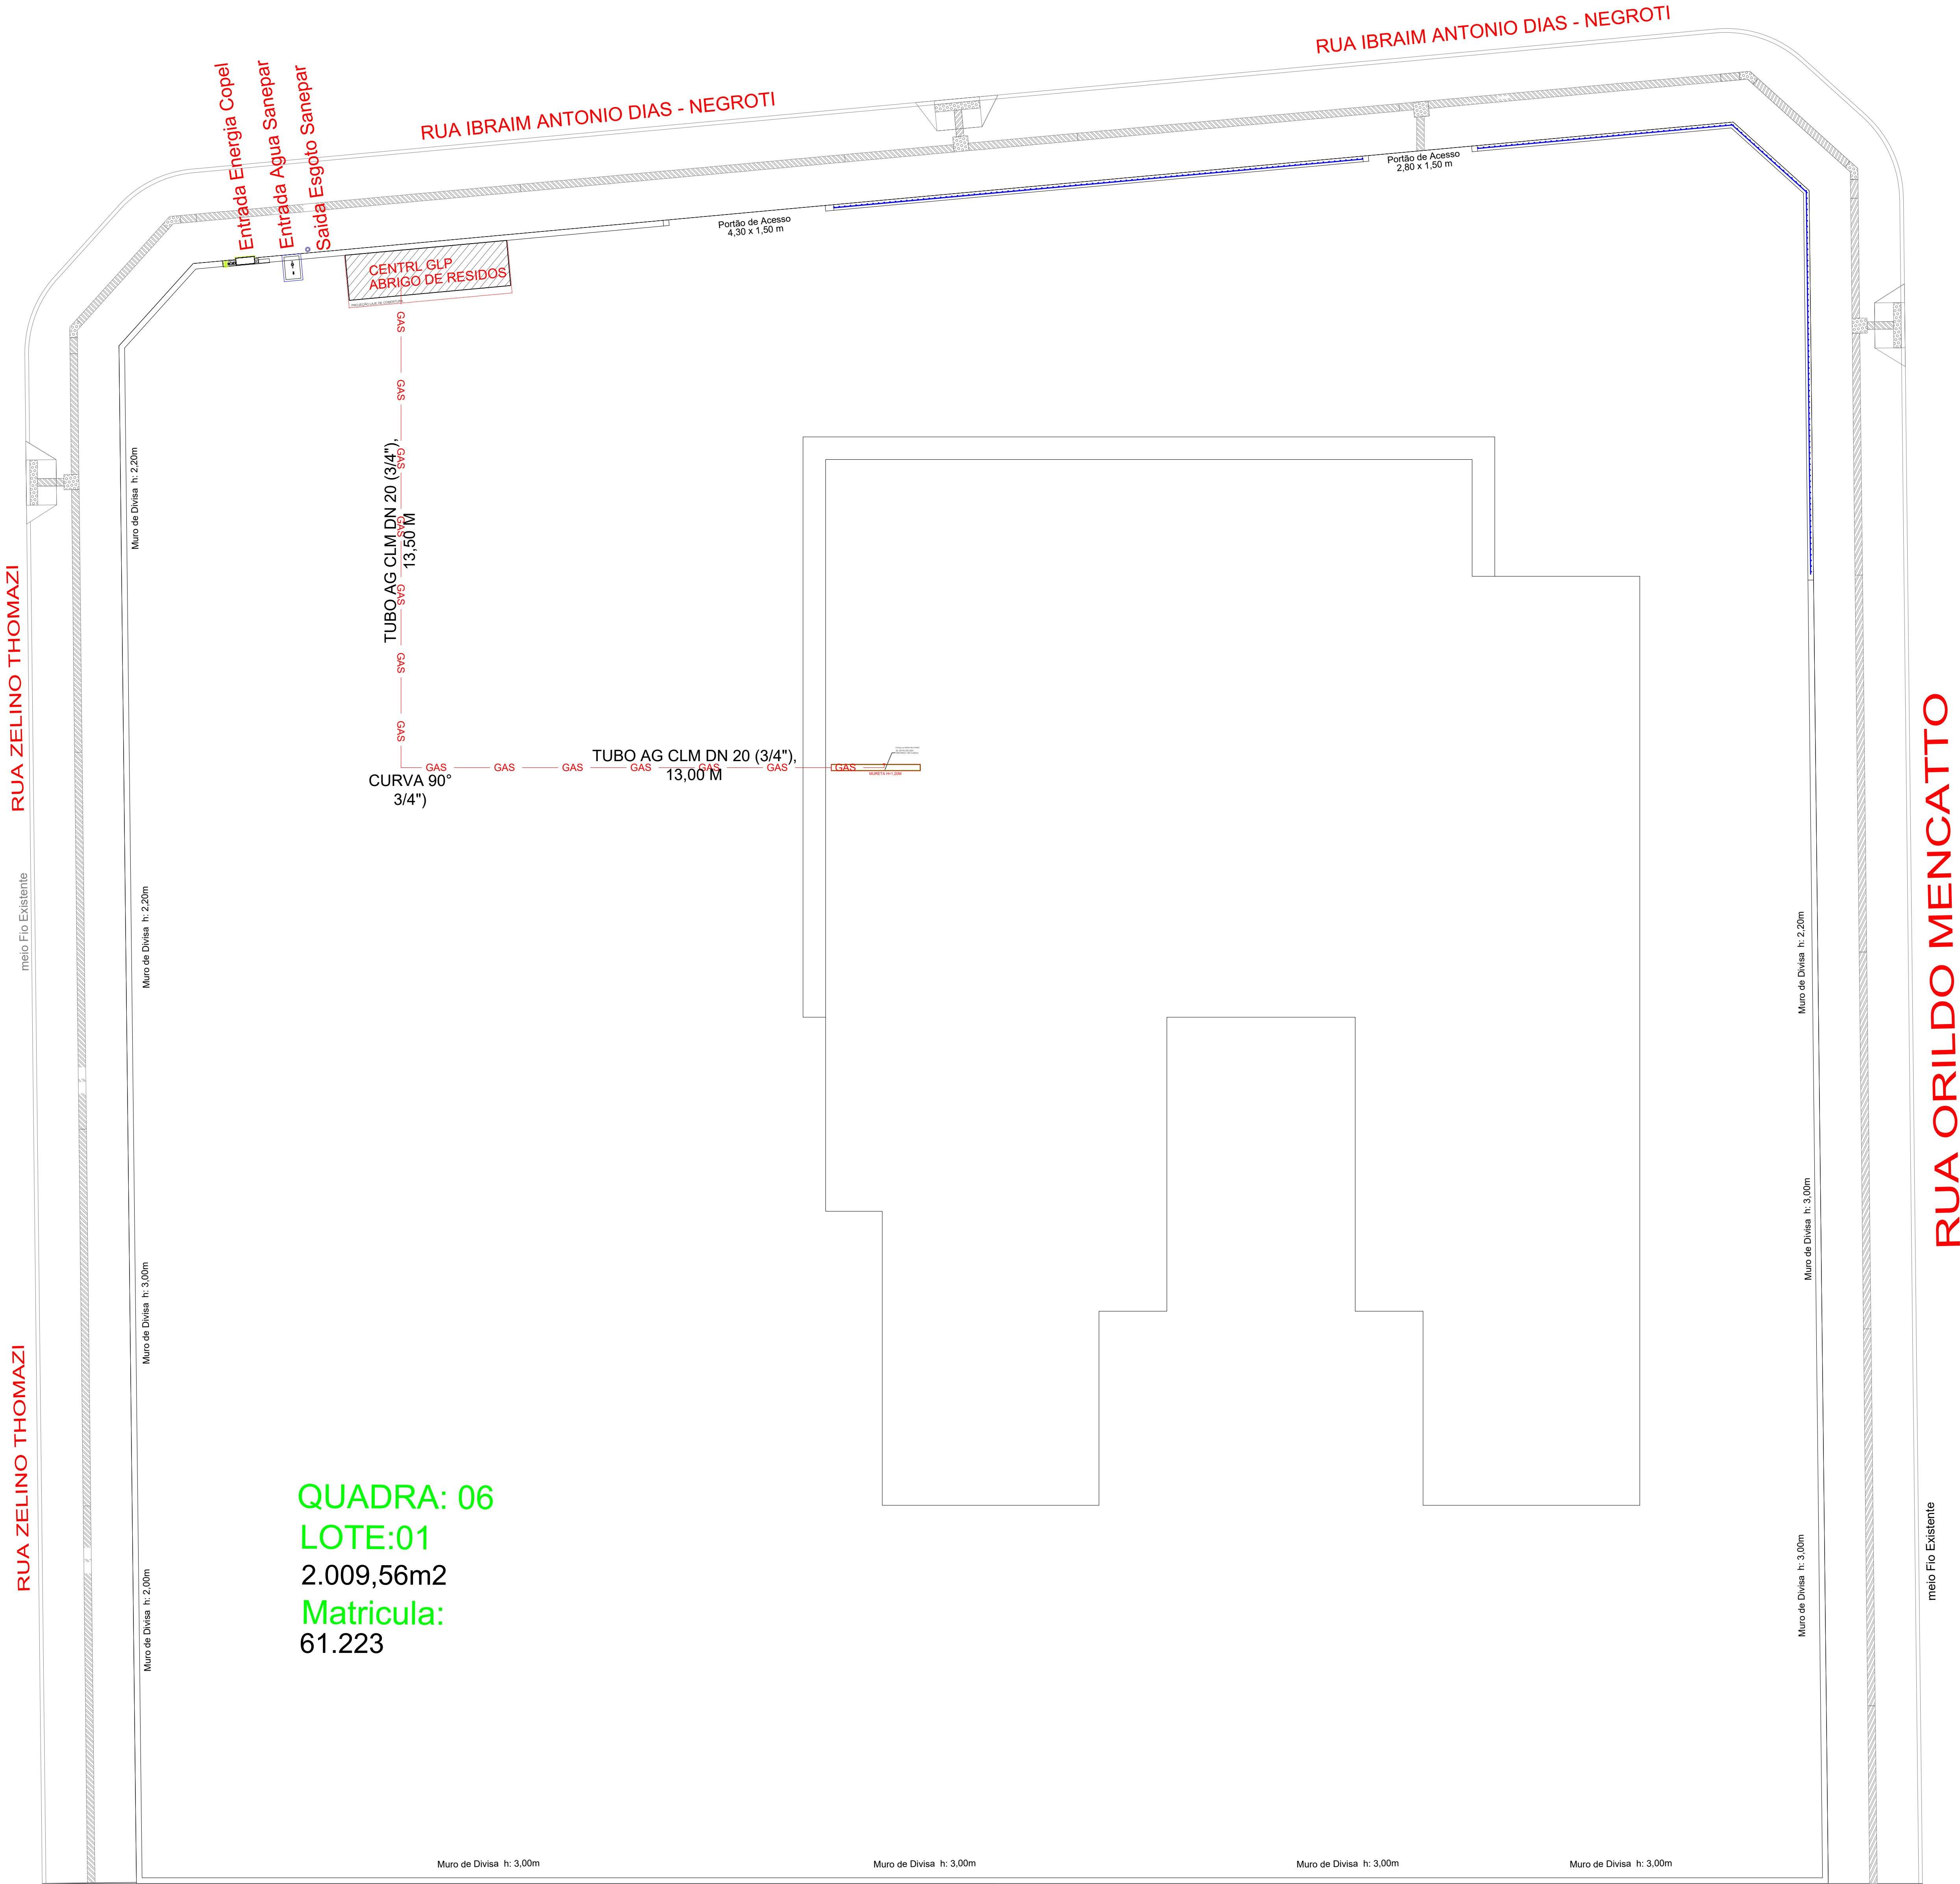 RUA IBRAIM ANTONIO DIAS - NEGROTI
RUA IBRAIM ANTONIO DIAS - NEGROTI
Entrada Energia Copel
Entrada Agua Sanepar
Saida Esgoto Sanepar
Portão de Acesso
2,80 x 1,50 m
Portão de Acesso
4,30 x 1,50 m
CENTRL GLP
ABRIGO DE RESIDOS
PROJEÇÃO LAJE DE COBERTURA
GAS
GAS
GAS
GAS
GAS
GAS
GAS
TUBO AG CLM DN 20 (3/4"),
13,50 M
Muro de Divisa h: 2,20m
RUA ZELINO THOMAZI
TUBO AG CLM DN 20 (3/4"),
13,00 M
GAS
GAS
GAS
GAS
GAS
GAS
GAS
MURETA H=1,20M
CURVA 90°
3/4")
RUA ORILDO MENCATTO
meio Fio Existente
Muro de Divisa h: 2,20m
Muro de Divisa h: 2,20m
Muro de Divisa h: 3,00m
Muro de Divisa h: 3,00m
RUA ZELINO THOMAZI
QUADRA: 06
LOTE:01
2.009,56m2
Matricula:
61.223
Muro de Divisa h: 2,00m
Muro de Divisa h: 3,00m
meio Fio Existente
Muro de Divisa h: 3,00m
Muro de Divisa h: 3,00m
Muro de Divisa h: 3,00m
Muro de Divisa h: 3,00m